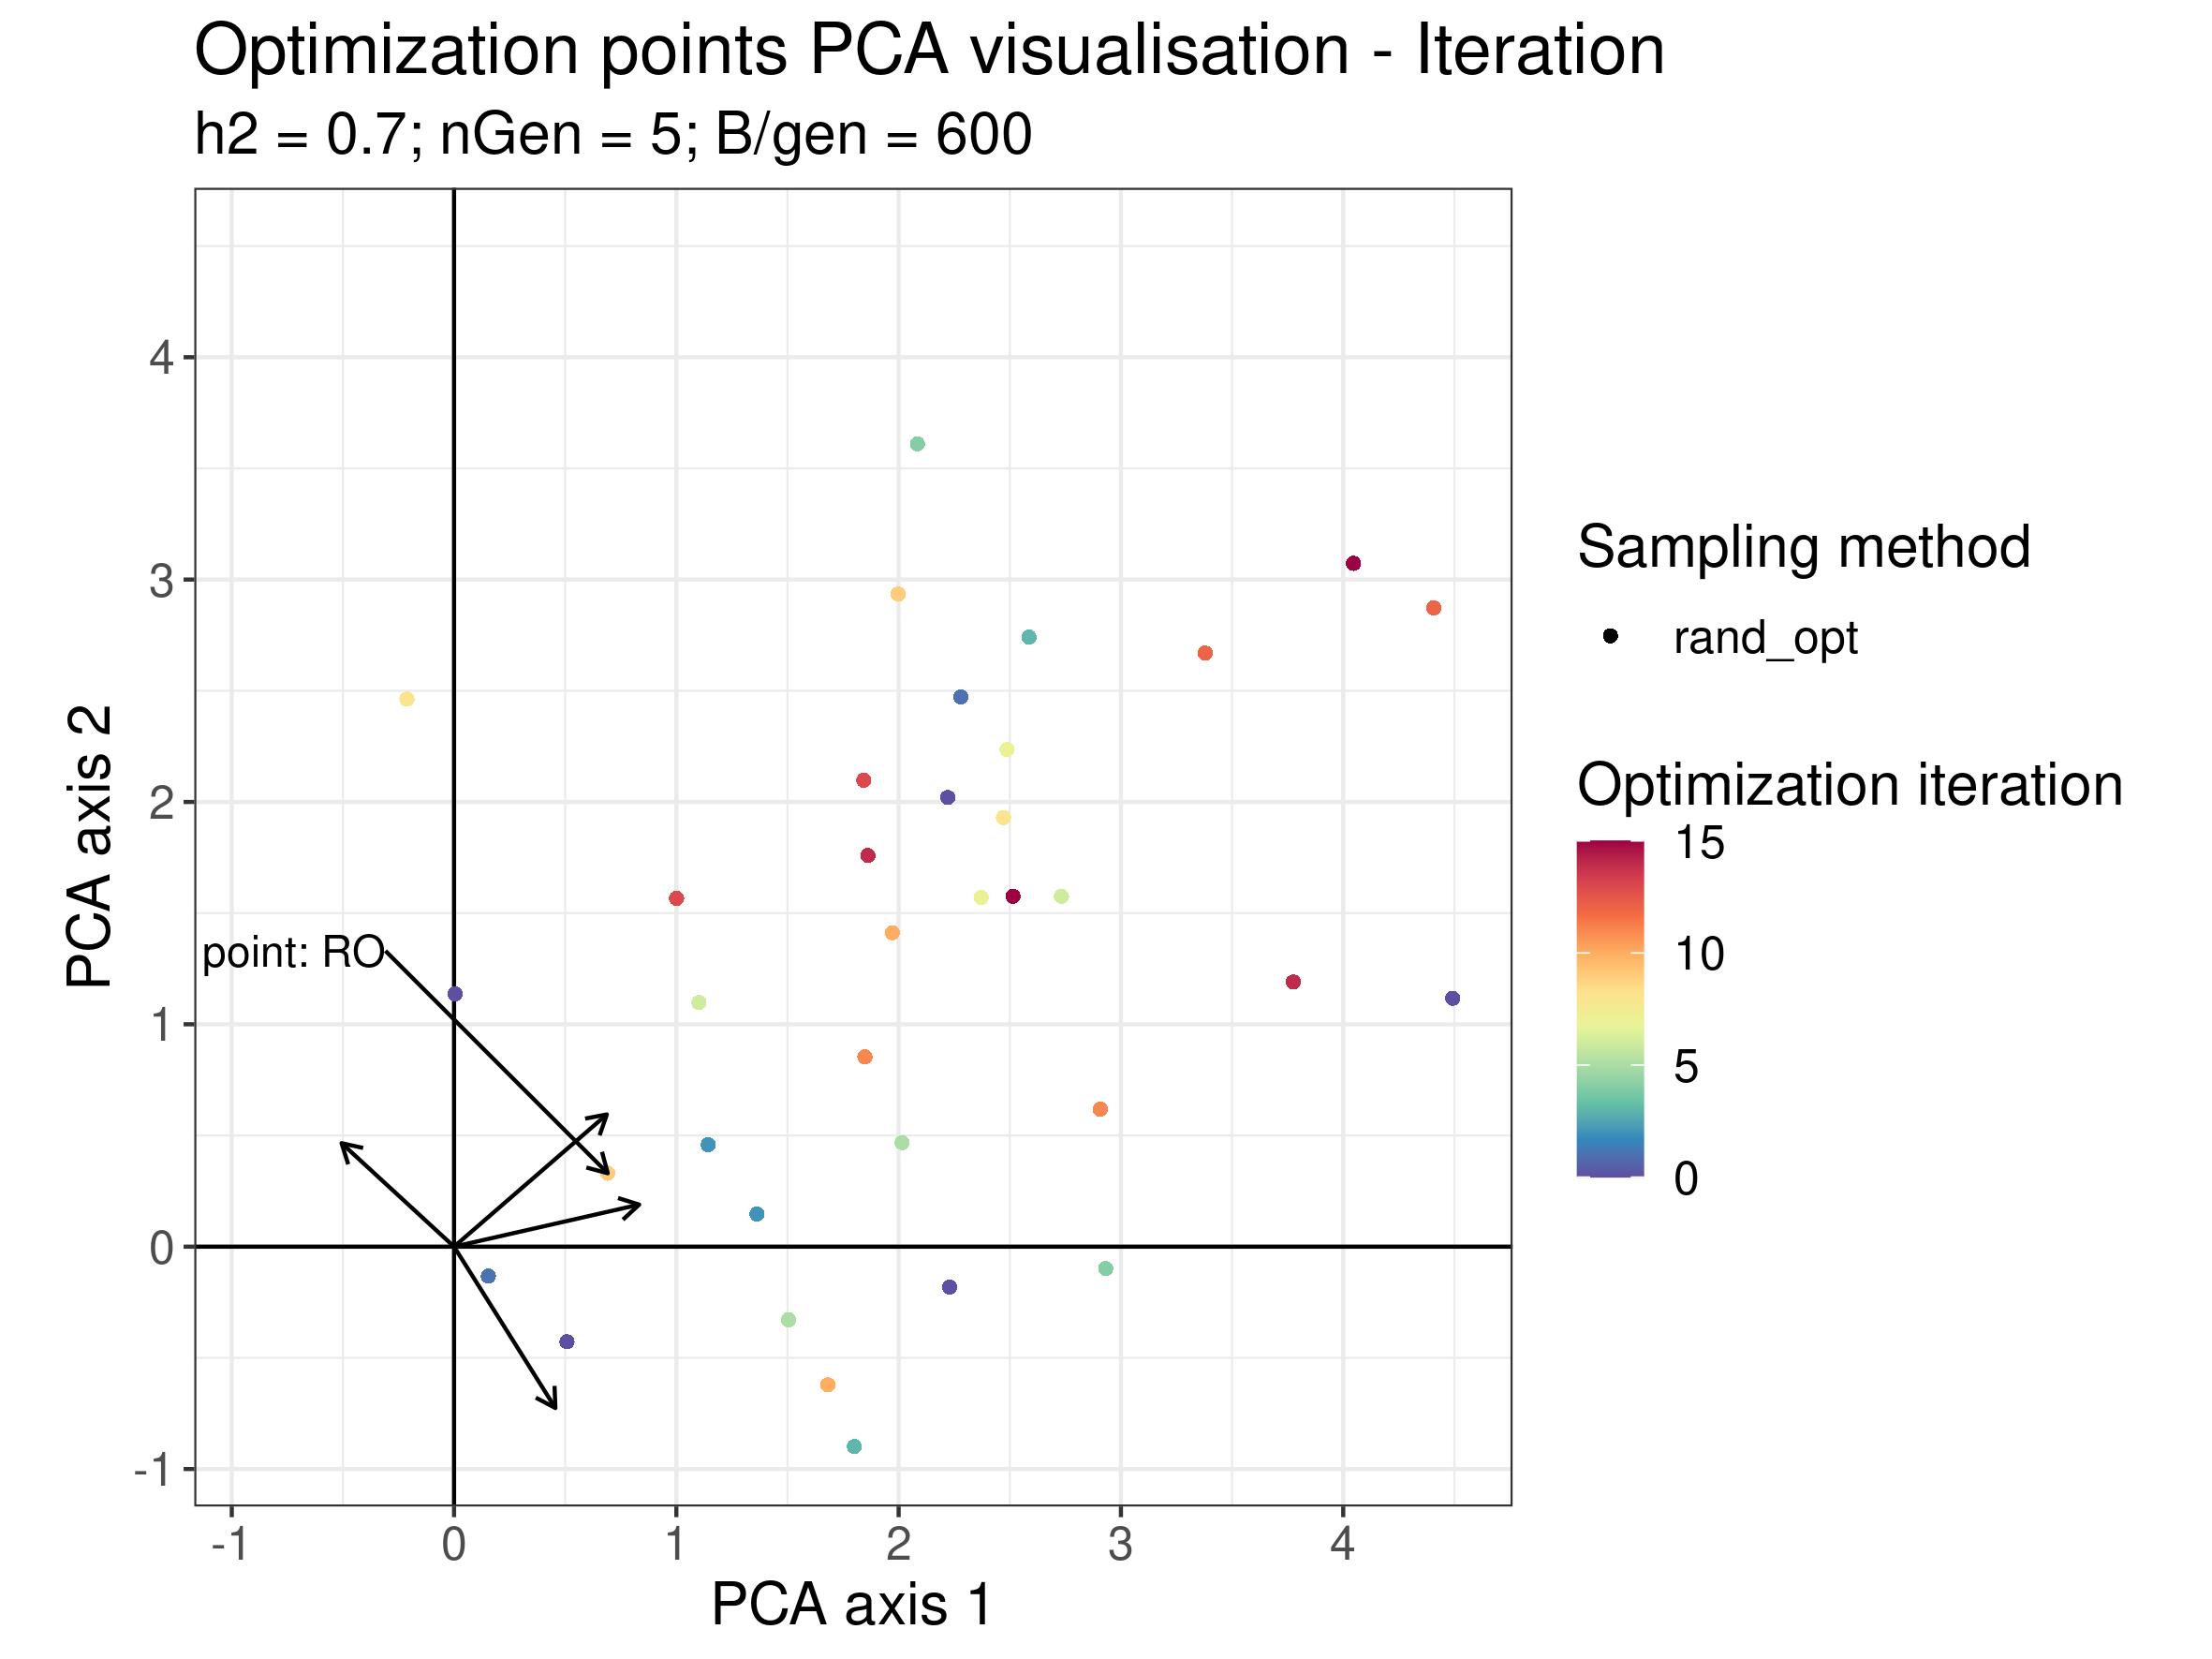 Optimization points PCA visualisation - Iteration
h2 = 0.7; nGen = 5; B/gen = 600
PCA axis 2
4
3
2
1
0
-1
point: RO
-1
0
1
2
3
4
PCA axis 1
Sampling method
rand_opt
Optimization iteration
15
10
5
0